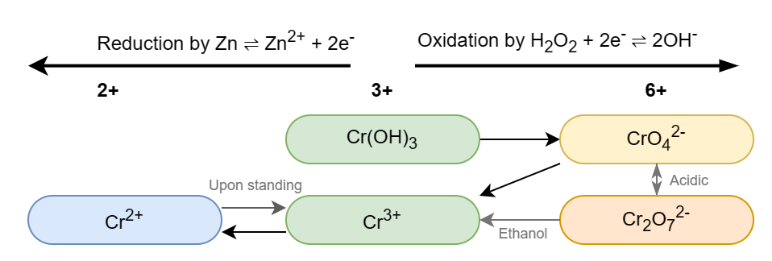 Reduction by Zn ⇌ Zn²⁺ + 2e⁻
Oxidation by H₂O₂ + 2e⁻ ⇌ 2OH⁻
2+ 3+ 6+
Cr(OH)₃ CrO₄²⁻
Upon standing Acidic
Cr²⁺ Cr³⁺ Cr₂O₇²⁻
Ethanol